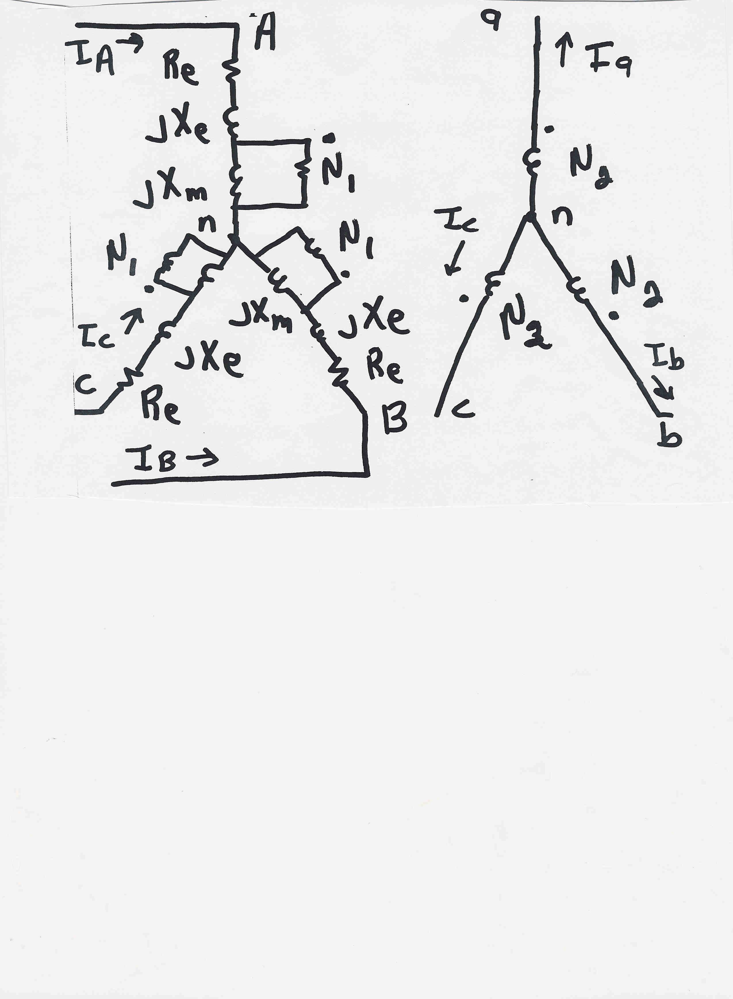 A
IA →
Re
jXe
N1
jXm
n
N1
N1
Ic
jXm
jXe
jXe
Re
C
Re
B
IB →
a
Ia
N2
Ic
n
N2
N2
Ib
c
b